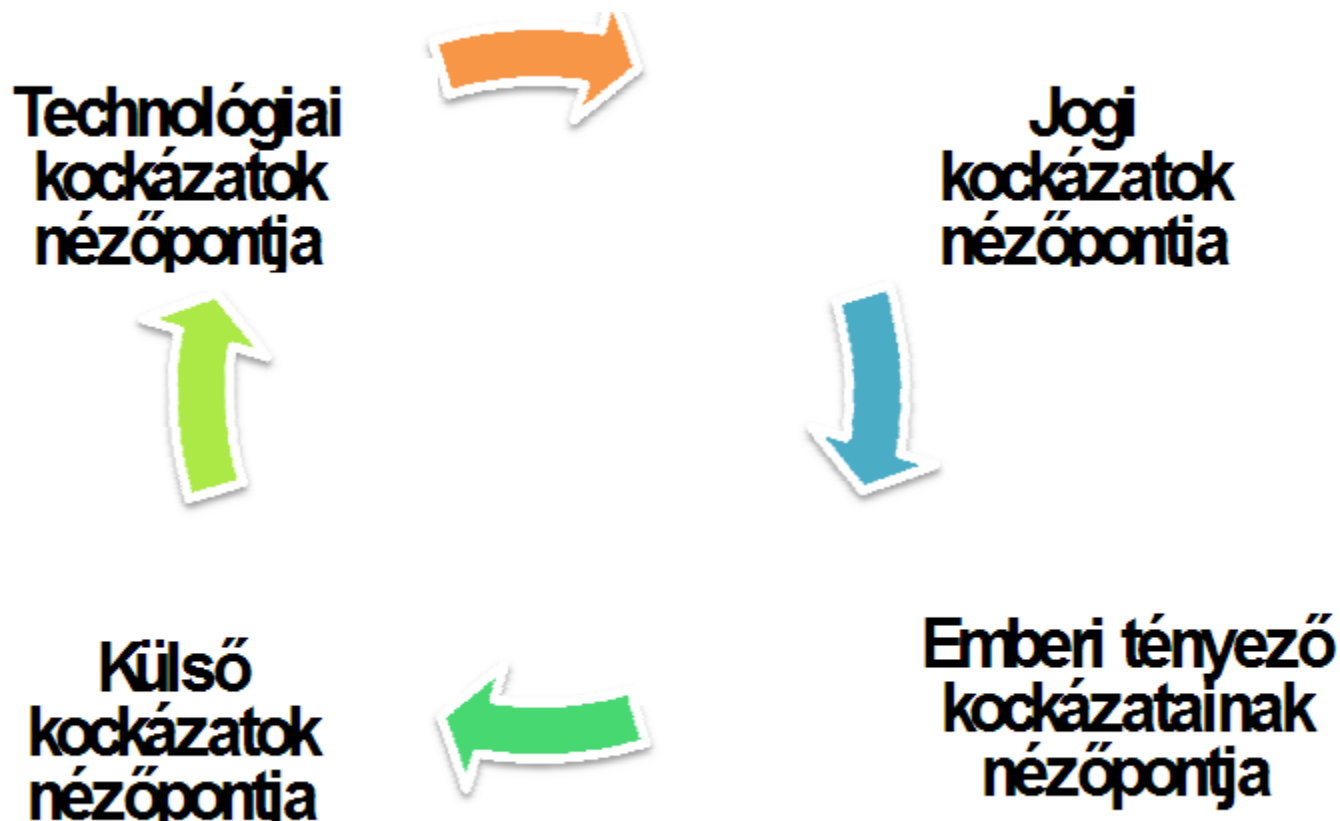 Technológiai
kockázatok
nézőpontja
Jogi
kockázatok
nézőpontja
Külső
kockázatok
nézőpontja
Emberi tényező
kockázatainak
nézőpontja